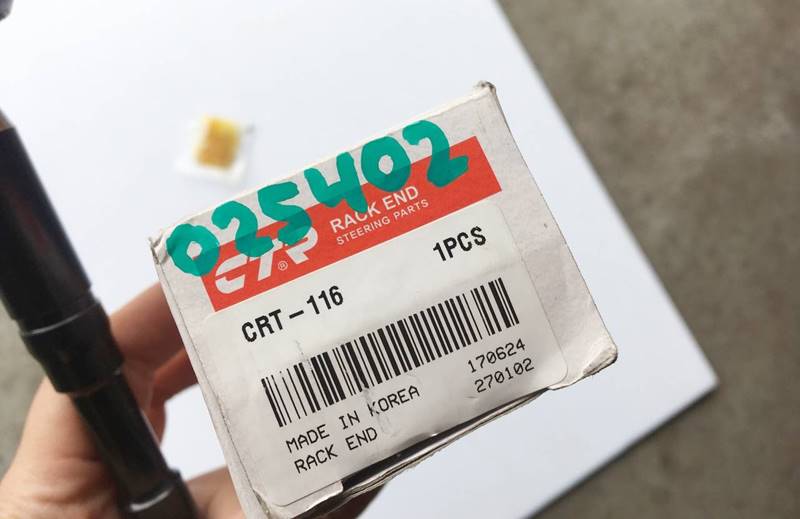 025402
CTR®
RACK END
STEERING PARTS
CRT-116
1PCS
MADE IN KOREA
RACK END
170624
270102